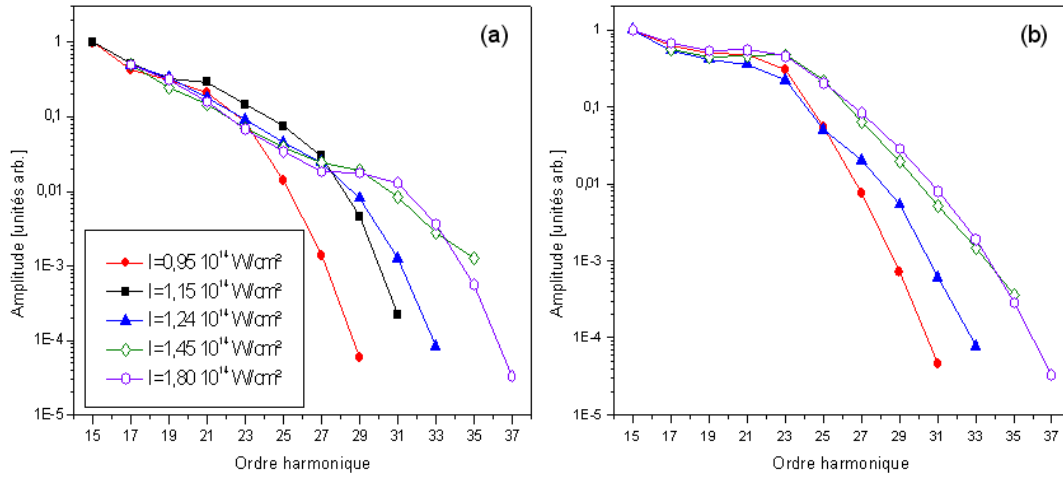 (a)
Amplitude [unités arb.]
1
0,1
0,01
1E-3
1E-4
1E-5
I=0,95 10¹⁴ W/cm²
I=1,15 10¹⁴ W/cm²
I=1,24 10¹⁴ W/cm²
I=1,45 10¹⁴ W/cm²
I=1,80 10¹⁴ W/cm²
15 17 19 21 23 25 27 29 31 33 35 37
Ordre harmonique
(b)
Amplitude [unités arb.]
1
0,1
0,01
1E-3
1E-4
1E-5
15 17 19 21 23 25 27 29 31 33 35 37
Ordre harmonique